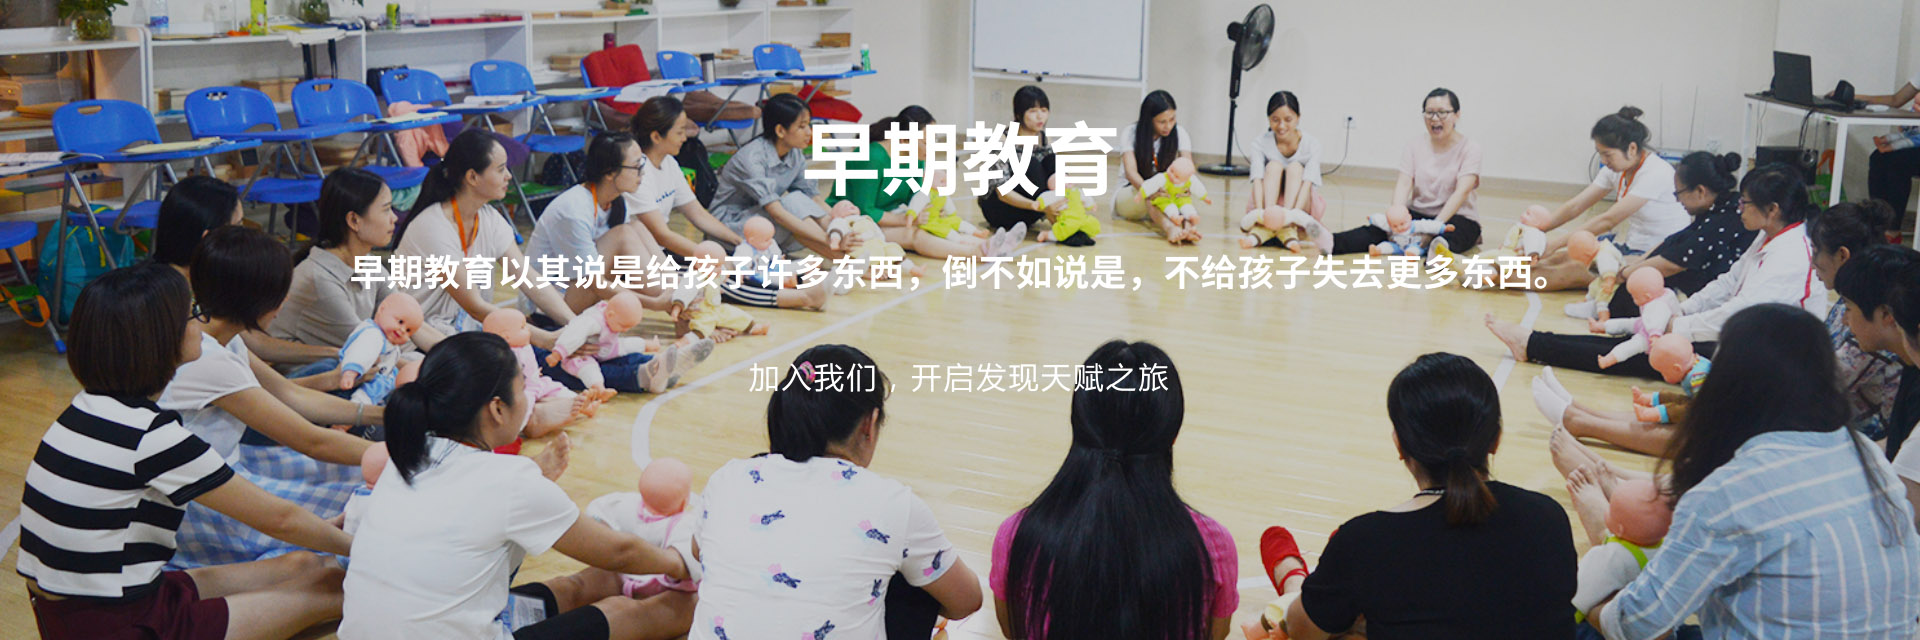 早期教育
早期教育以其说是给孩子许多东西，倒不如说是，不给孩子失去更多东西。
加入我们，开启发现天赋之旅